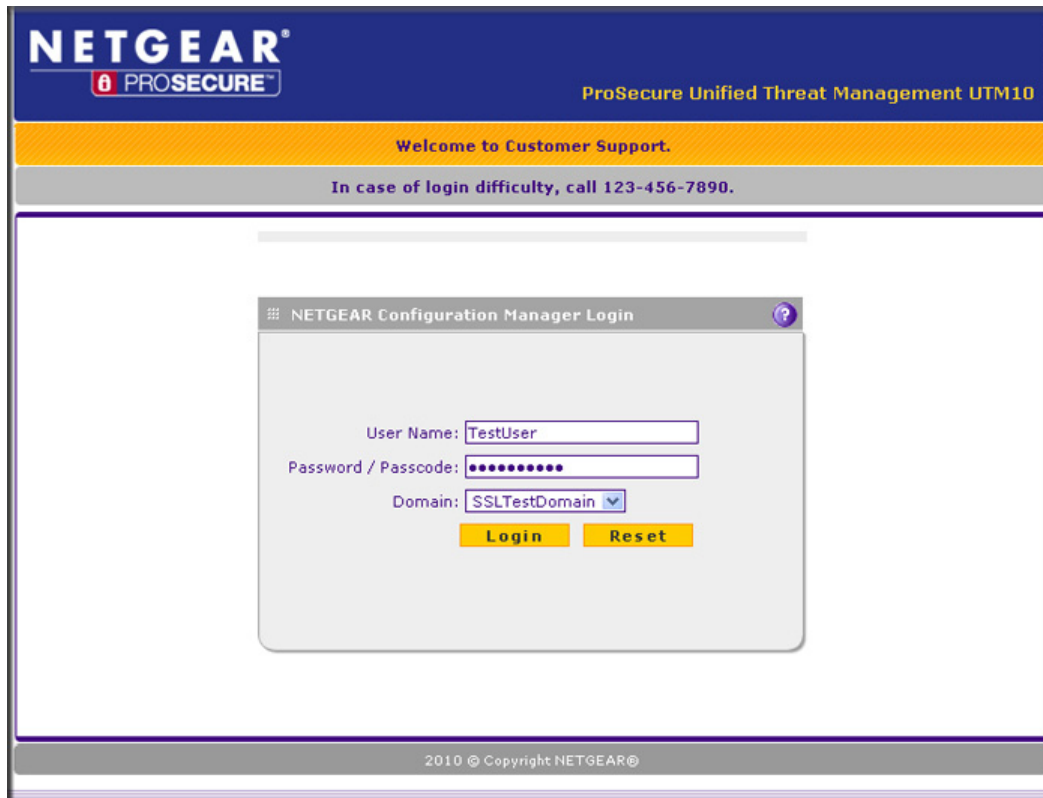 NETGEAR®
PROSECURE™
ProSecure Unified Threat Management UTM10
Welcome to Customer Support.
In case of login difficulty, call 123-456-7890.
NETGEAR Configuration Manager Login
?
User Name: TestUser
Password / Passcode: ••••••••••
Domain: SSLTestDomain
Login Reset
2010 © Copyright NETGEAR®